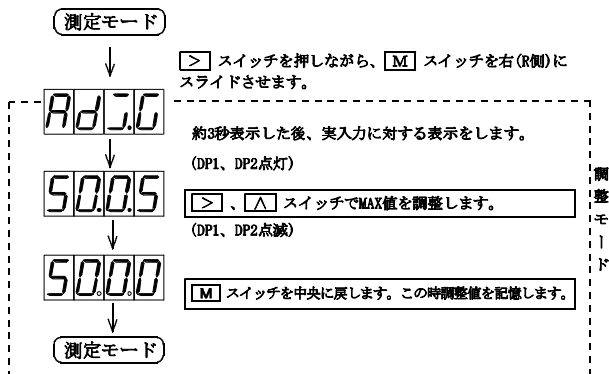 測定モード
> スイッチを押しながら、 M スイッチを右(R側)に
スライドさせます。
AdJ.G
約3秒表示した後、実入力に対する表示をします。
(DP1、DP2点灯)
50.0.5
> 、 ∧ スイッチでMAX値を調整します。
(DP1、DP2点滅)
50.0.0
M スイッチを中央に戻します。この時調整値を記憶します。
測定モード
調整モード